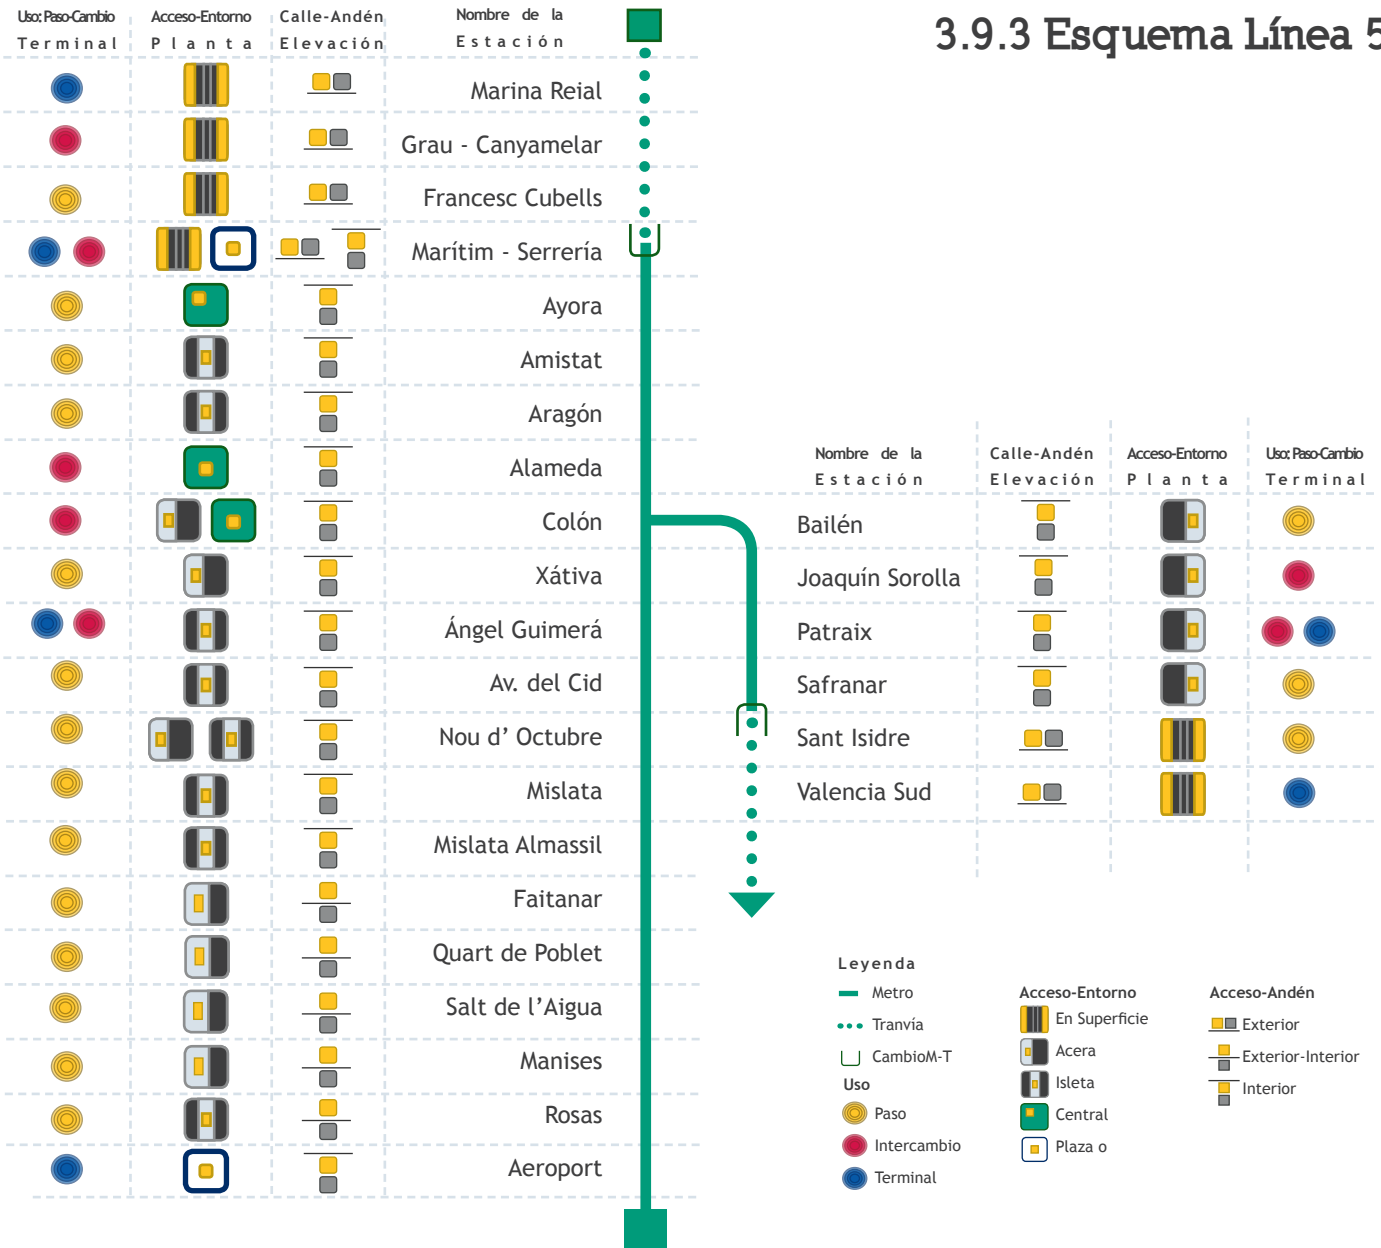 3.9.3 Esquema Línea 5
Uso: Paso-Cambio
Terminal
Acceso-Entorno
Planta
Calle-Andén
Elevación
Nombre de la
Estación
Marina Reial
Grau - Canyamelar
Francesc Cubells
Marítim - Serrería
Ayora
Amistat
Aragón
Alameda
Colón
Xátiva
Ángel Guimerá
Av. del Cid
Nou d’ Octubre
Mislata
Mislata Almassil
Faitanar
Quart de Poblet
Salt de l’Aigua
Manises
Rosas
Aeroport
Nombre de la
Estación
Calle-Andén
Elevación
Acceso-Entorno
Planta
Uso: Paso-Cambio
Terminal
Bailén
Joaquín Sorolla
Patraix
Safranar
Sant Isidre
Valencia Sud
Leyenda
Metro
Tranvía
CambioM-T
Uso
Paso
Intercambio
Terminal
Acceso-Entorno
En Superficie
Acera
Isleta
Central
Plaza o
Acceso-Andén
Exterior
Exterior-Interior
Interior